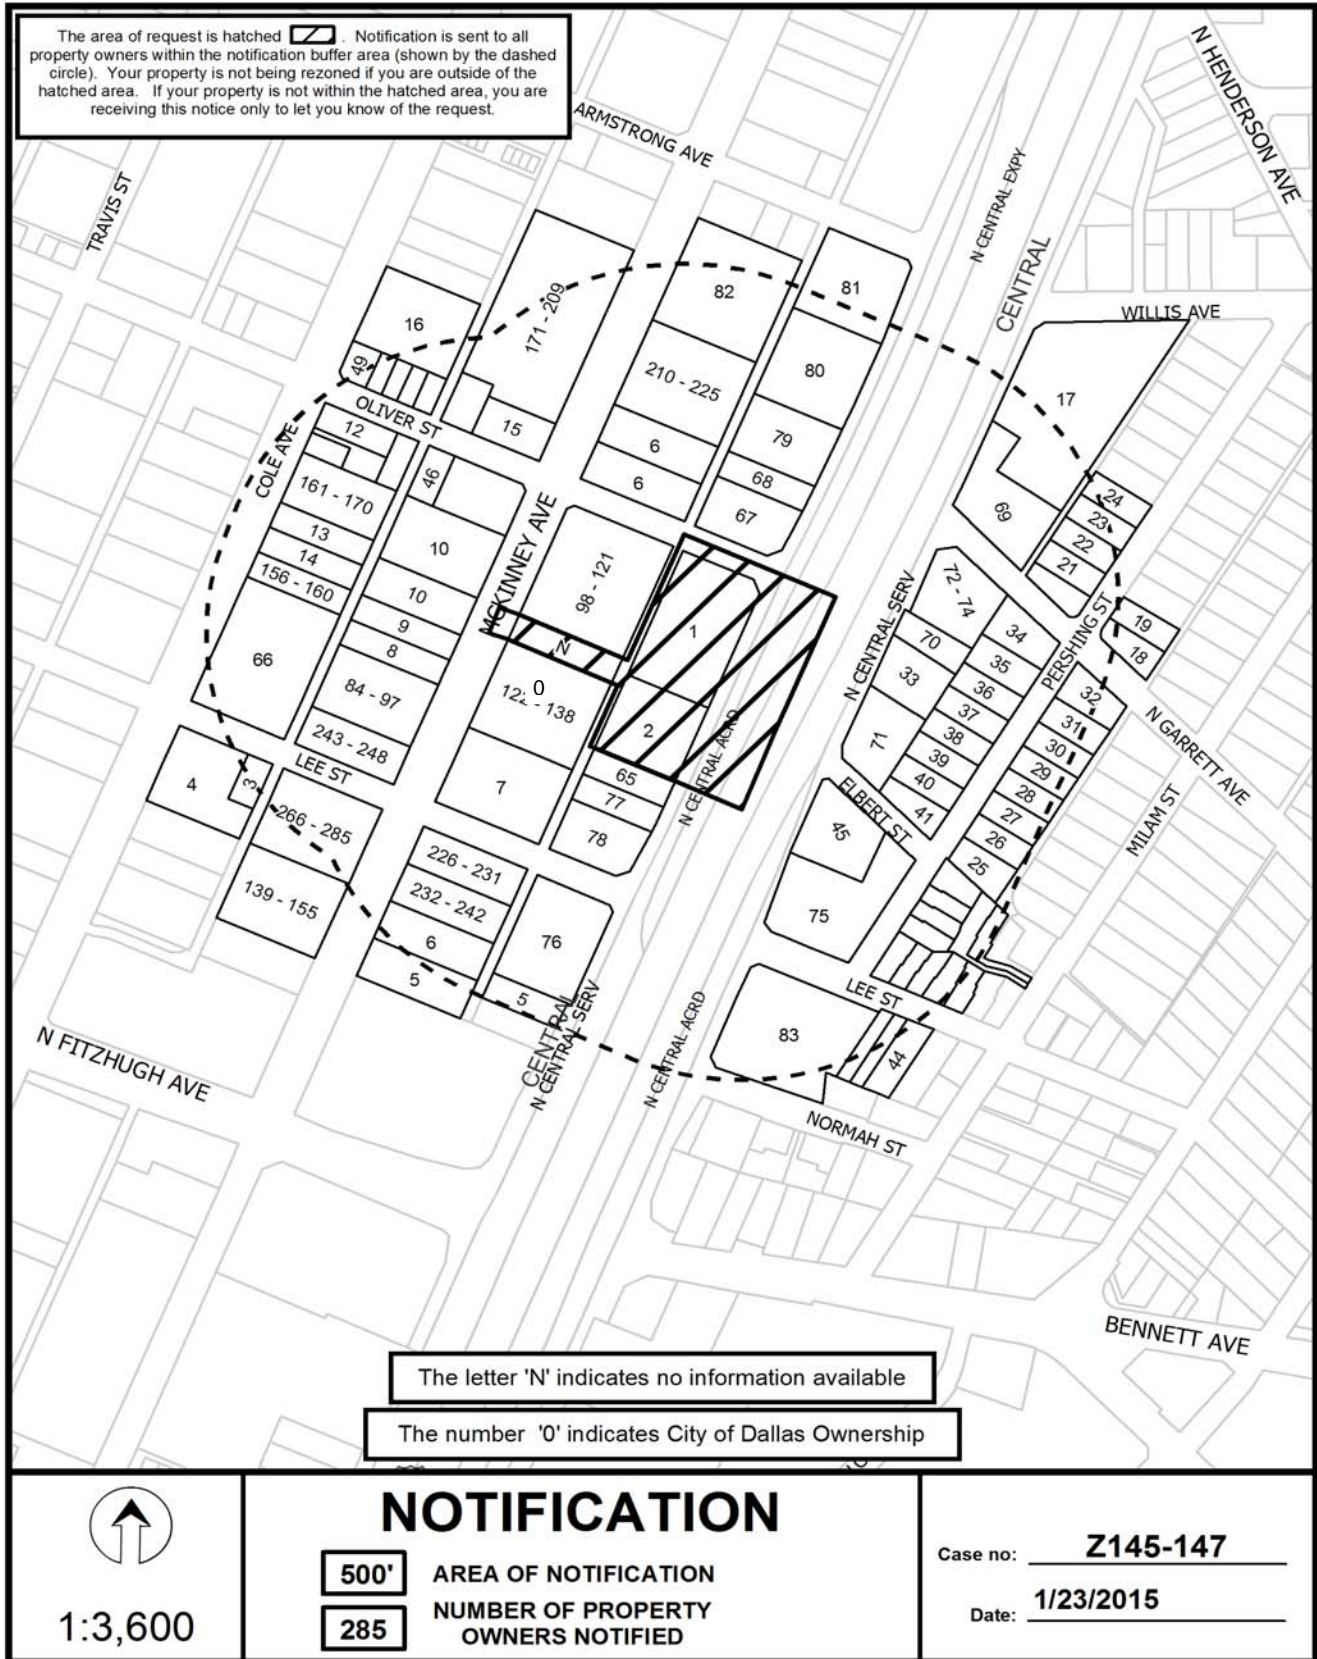 The area of request is hatched . Notification is sent to all
property owners within the notification buffer area (shown by the dashed
circle). Your property is not being rezoned if you are outside of the
hatched area. If your property is not within the hatched area, you are
receiving this notice only to let you know of the request.
N HENDERSON AVE
ARMSTRONG AVE
TRAVIS ST
N CENTRAL EXPY
CENTRAL
WILLIS AVE
171 - 209
82
81
16
49
210 - 225
80
17
OLIVER ST
12
15
79
6
COLE AVE
46
6
68
67
69
24
23
22
21
161 - 170
13
14
156 - 160
10
10
9
8
MCKINNEY AVE
98 - 121
N
1
2
N CENTRAL SERV
72 - 74
70
33
71
34
35
36
37
38
39
40
41
PERSHING ST
19
18
32
31
30
29
28
27
26
25
N GARRETT AVE
MILAM ST
66
84 - 97
243 - 248
LEE ST
0
122 - 138
7
N CENTRAL ACRD
65
77
78
ELBERT ST
45
75
4
3
266 - 285
139 - 155
226 - 231
232 - 242
6
5
76
5
CENTRAL
N CENTRAL SERV
N CENTRAL ACRD
LEE ST
83
44
N FITZHUGH AVE
NORMAH ST
BENNETT AVE
The letter 'N' indicates no information available
The number '0' indicates City of Dallas Ownership
1:3,600
NOTIFICATION
500' AREA OF NOTIFICATION
285 NUMBER OF PROPERTY
OWNERS NOTIFIED
Case no: Z145-147
Date: 1/23/2015